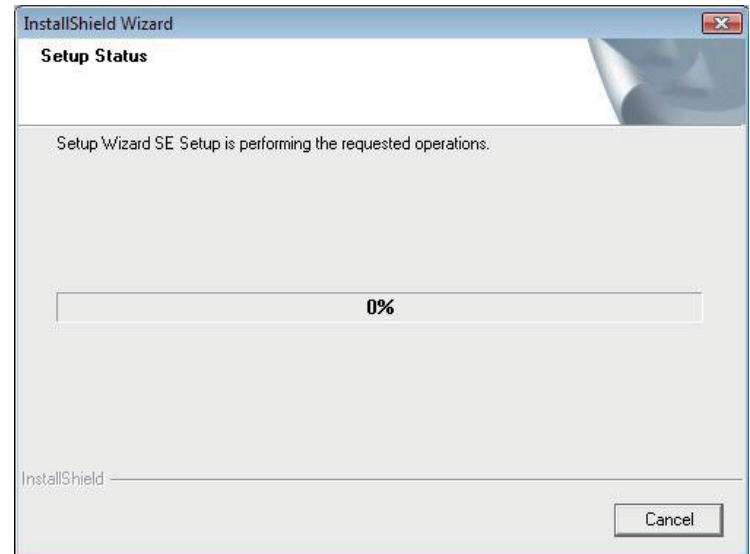 InstallShield Wizard
Setup Status
Setup Wizard SE Setup is performing the requested operations.
0%
InstallShield
Cancel